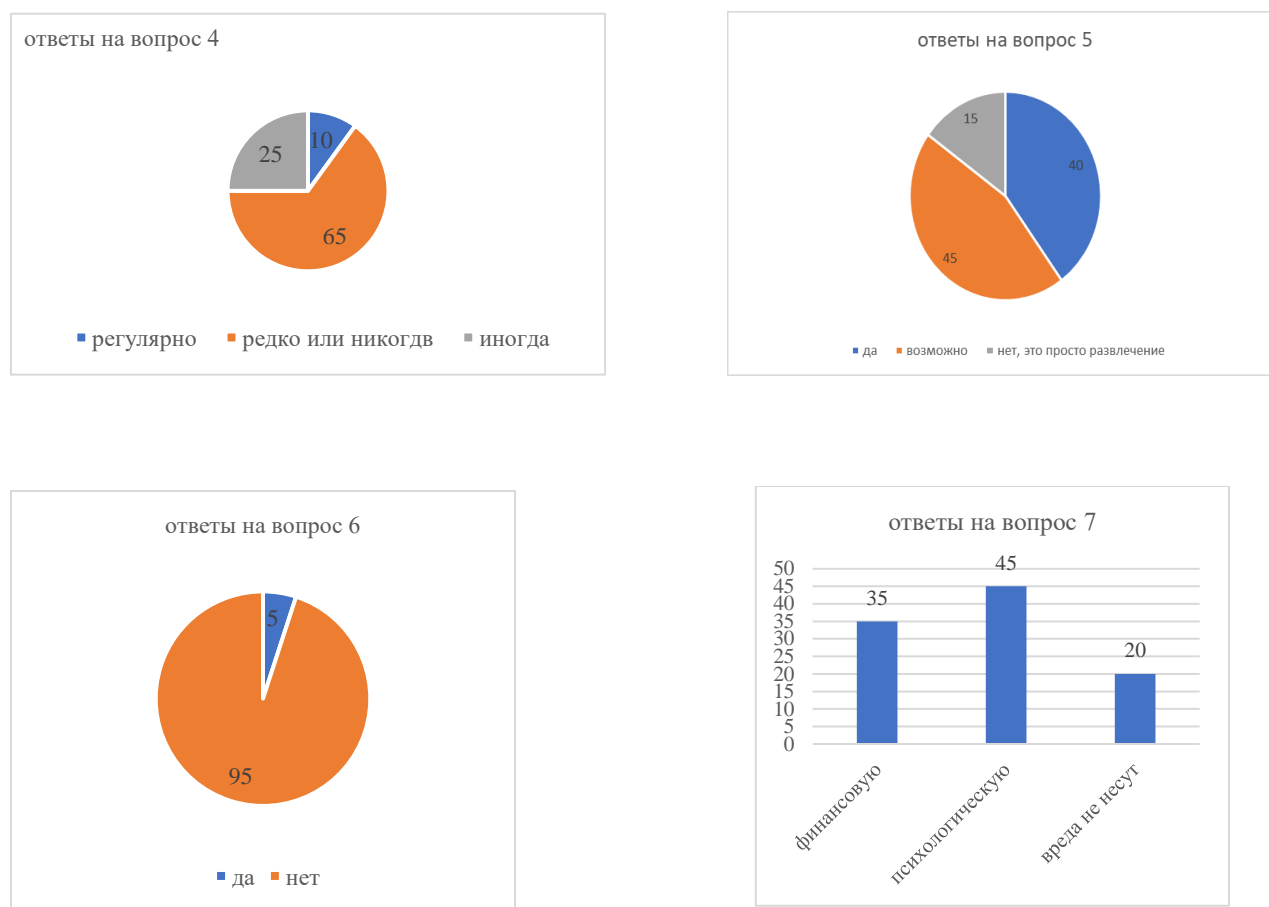 ответы на вопрос 4
10
25
65
регулярно редко или никогдв иногда
ответы на вопрос 5
15
40
45
да возможно нет, это просто развлечение
ответы на вопрос 6
5
95
да нет
ответы на вопрос 7
50
45
40
35
30
25
20
15
10
5
0
35
45
20
финансовую
психологическую
вреда не несут